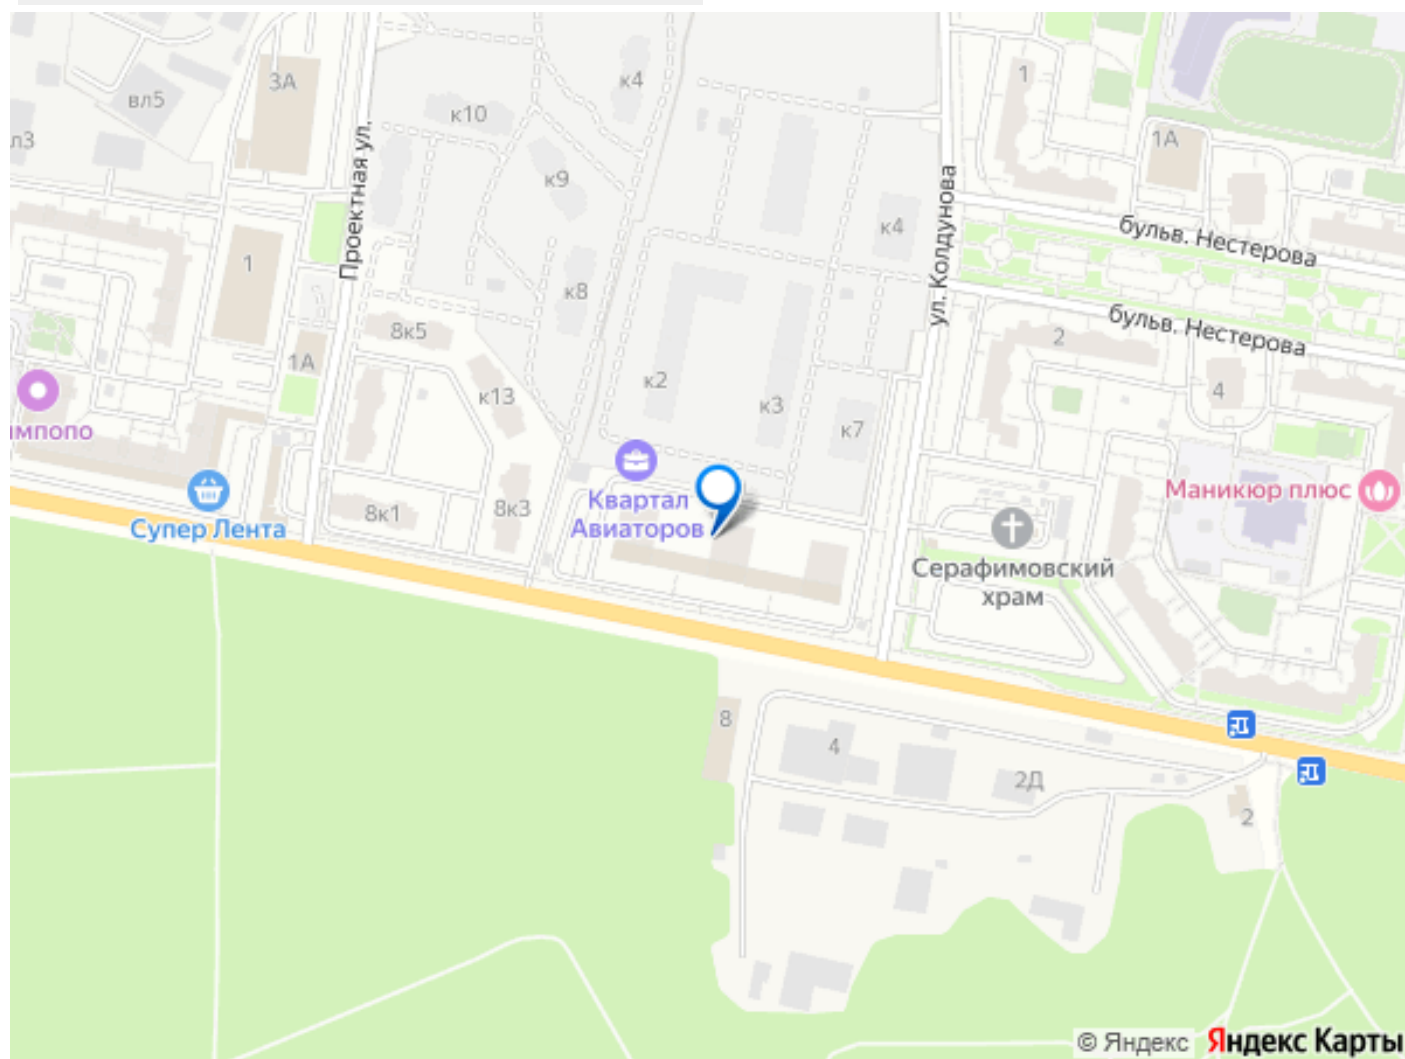 3А
к4
1
вл5
к10
1А
л3
Проектная ул.
к9
ул. Колдунова
к4
бульв. Нестерова
1
к8
бульв. Нестерова
8к5
2
1А
к2
4
к13
к3
к7
импопо
Квартал
Авиаторов
Маникюр плюс
8к1
8к3
Супер Лента
Серафимовский
храм
8
4
2Д
2
© Яндекс
Яндекс Карты